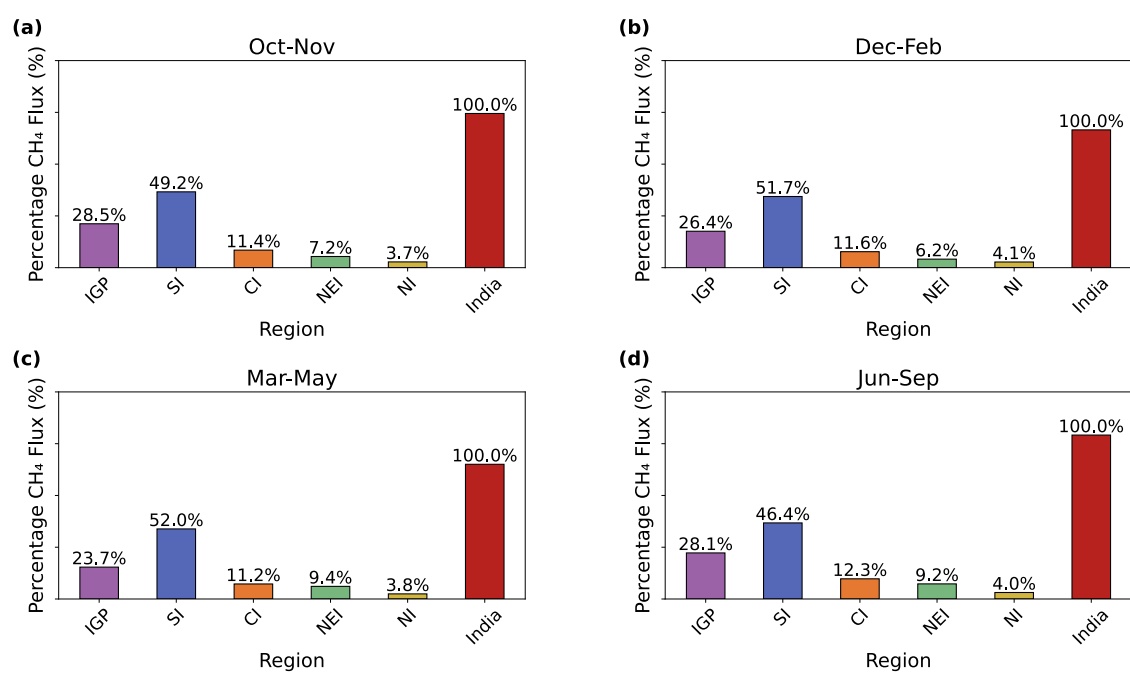 (a)
Oct-Nov
Percentage CH₄ Flux (%)
28.5%
49.2%
11.4%
7.2%
3.7%
100.0%
IGP
SI
CI
NEI
NI
India
Region
(b)
Dec-Feb
Percentage CH₄ Flux (%)
26.4%
51.7%
11.6%
6.2%
4.1%
100.0%
IGP
SI
CI
NEI
NI
India
Region
(c)
Mar-May
Percentage CH₄ Flux (%)
23.7%
52.0%
11.2%
9.4%
3.8%
100.0%
IGP
SI
CI
NEI
NI
India
Region
(d)
Jun-Sep
Percentage CH₄ Flux (%)
28.1%
46.4%
12.3%
9.2%
4.0%
100.0%
IGP
SI
CI
NEI
NI
India
Region